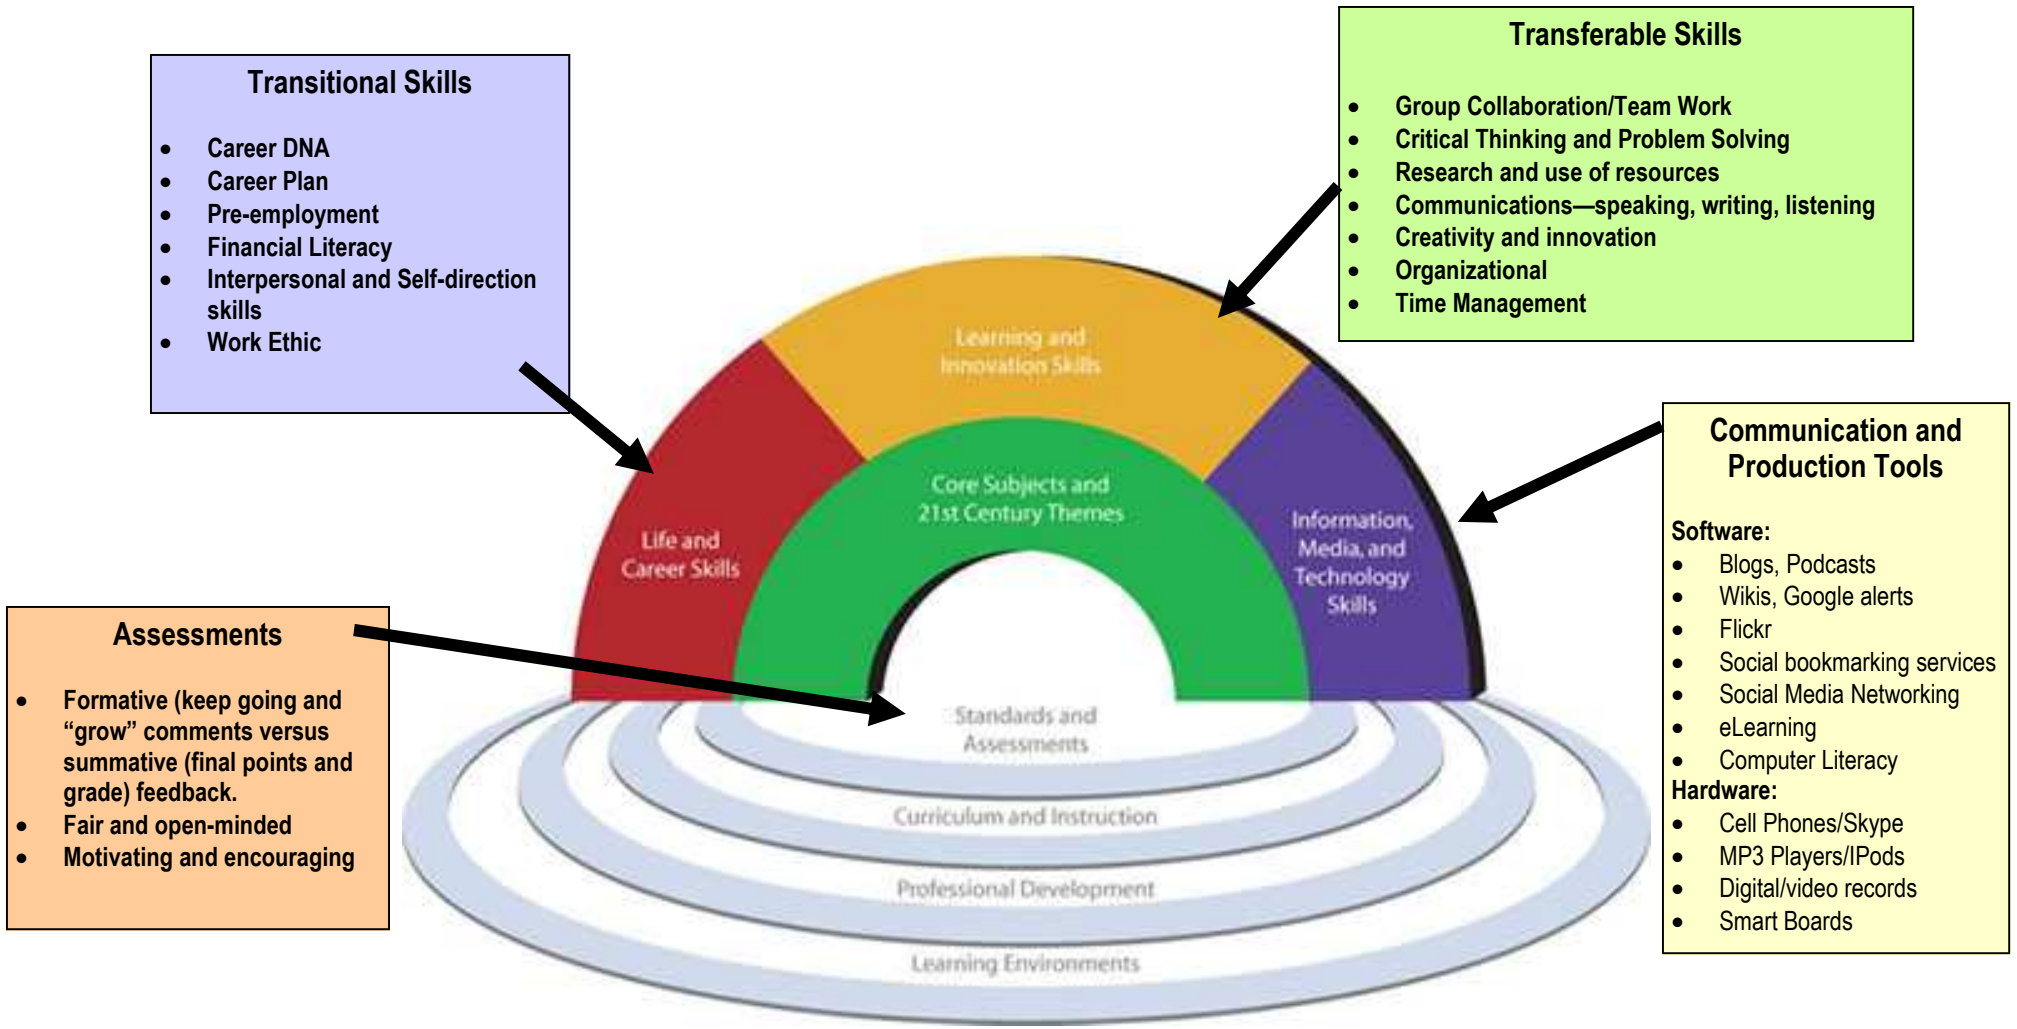 Transitional Skills
• Career DNA
• Career Plan
• Pre-employment
• Financial Literacy
• Interpersonal and Self-direction
skills
• Work Ethic
Transferable Skills
• Group Collaboration/Team Work
• Critical Thinking and Problem Solving
• Research and use of resources
• Communications—speaking, writing, listening
• Creativity and innovation
• Organizational
• Time Management
Learning and
Innovation Skills
Core Subjects and
21st Century Themes
Life and
Career Skills
Information,
Media, and
Technology
Skills
Communication and
Production Tools
Software:
• Blogs, Podcasts
• Wikis, Google alerts
• Flickr
• Social bookmarking services
• Social Media Networking
• eLearning
• Computer Literacy
Hardware:
• Cell Phones/Skype
• MP3 Players/IPods
• Digital/video records
• Smart Boards
Assessments
• Formative (keep going and
“grow” comments versus
summative (final points and
grade) feedback.
• Fair and open-minded
• Motivating and encouraging
Standards and
Assessments
Curriculum and Instruction
Professional Development
Learning Environments